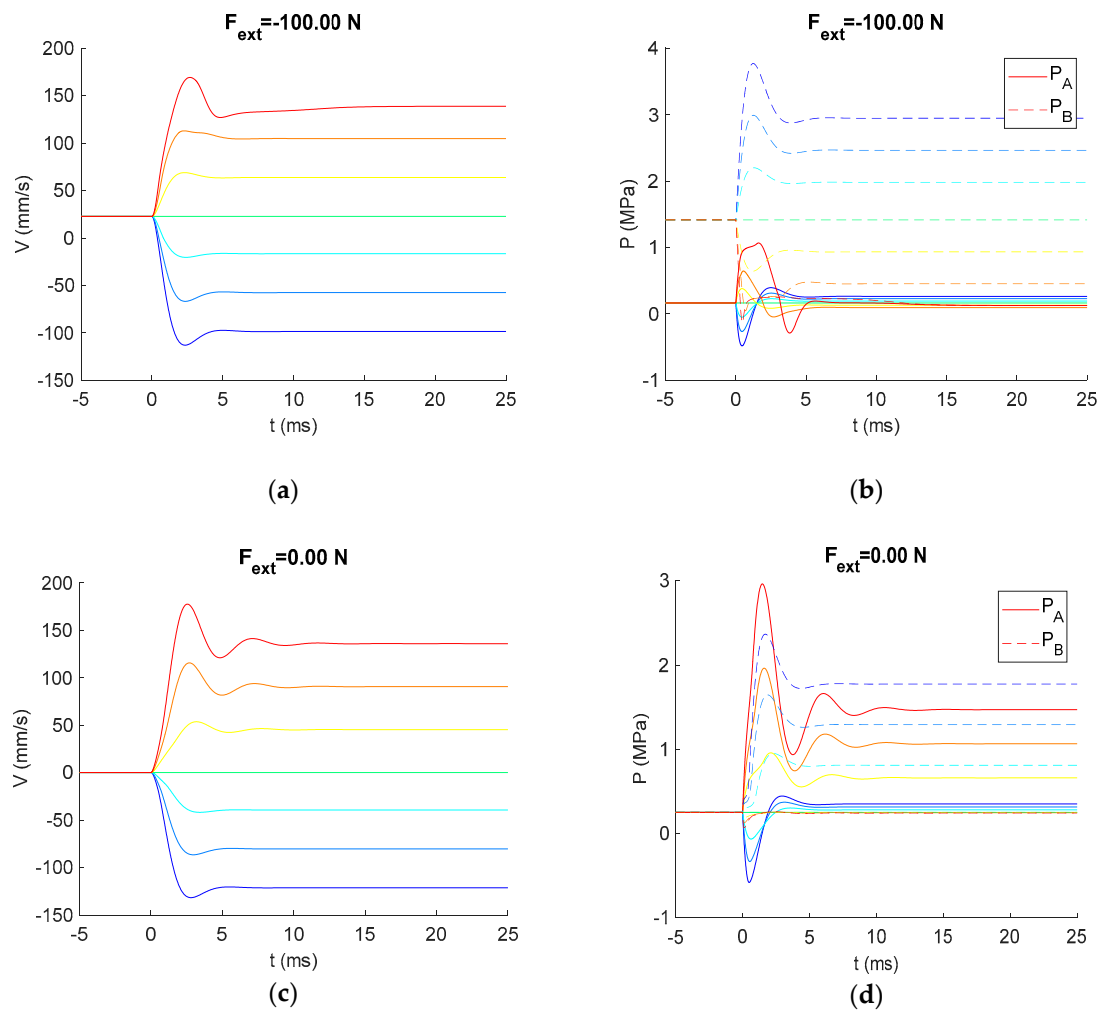 F_ext=-100.00 N
200
150
100
50
0
-50
-100
-150
V (mm/s)
-5 0 5 10 15 20 25
t (ms)
(a)
F_ext=-100.00 N
4
3
2
1
0
-1
P (MPa)
P_A
P_B
-5 0 5 10 15 20 25
t (ms)
(b)
F_ext=0.00 N
200
150
100
50
0
-50
-100
-150
V (mm/s)
-5 0 5 10 15 20 25
t (ms)
(c)
F_ext=0.00 N
3
2
1
0
-1
P (MPa)
P_A
P_B
-5 0 5 10 15 20 25
t (ms)
(d)